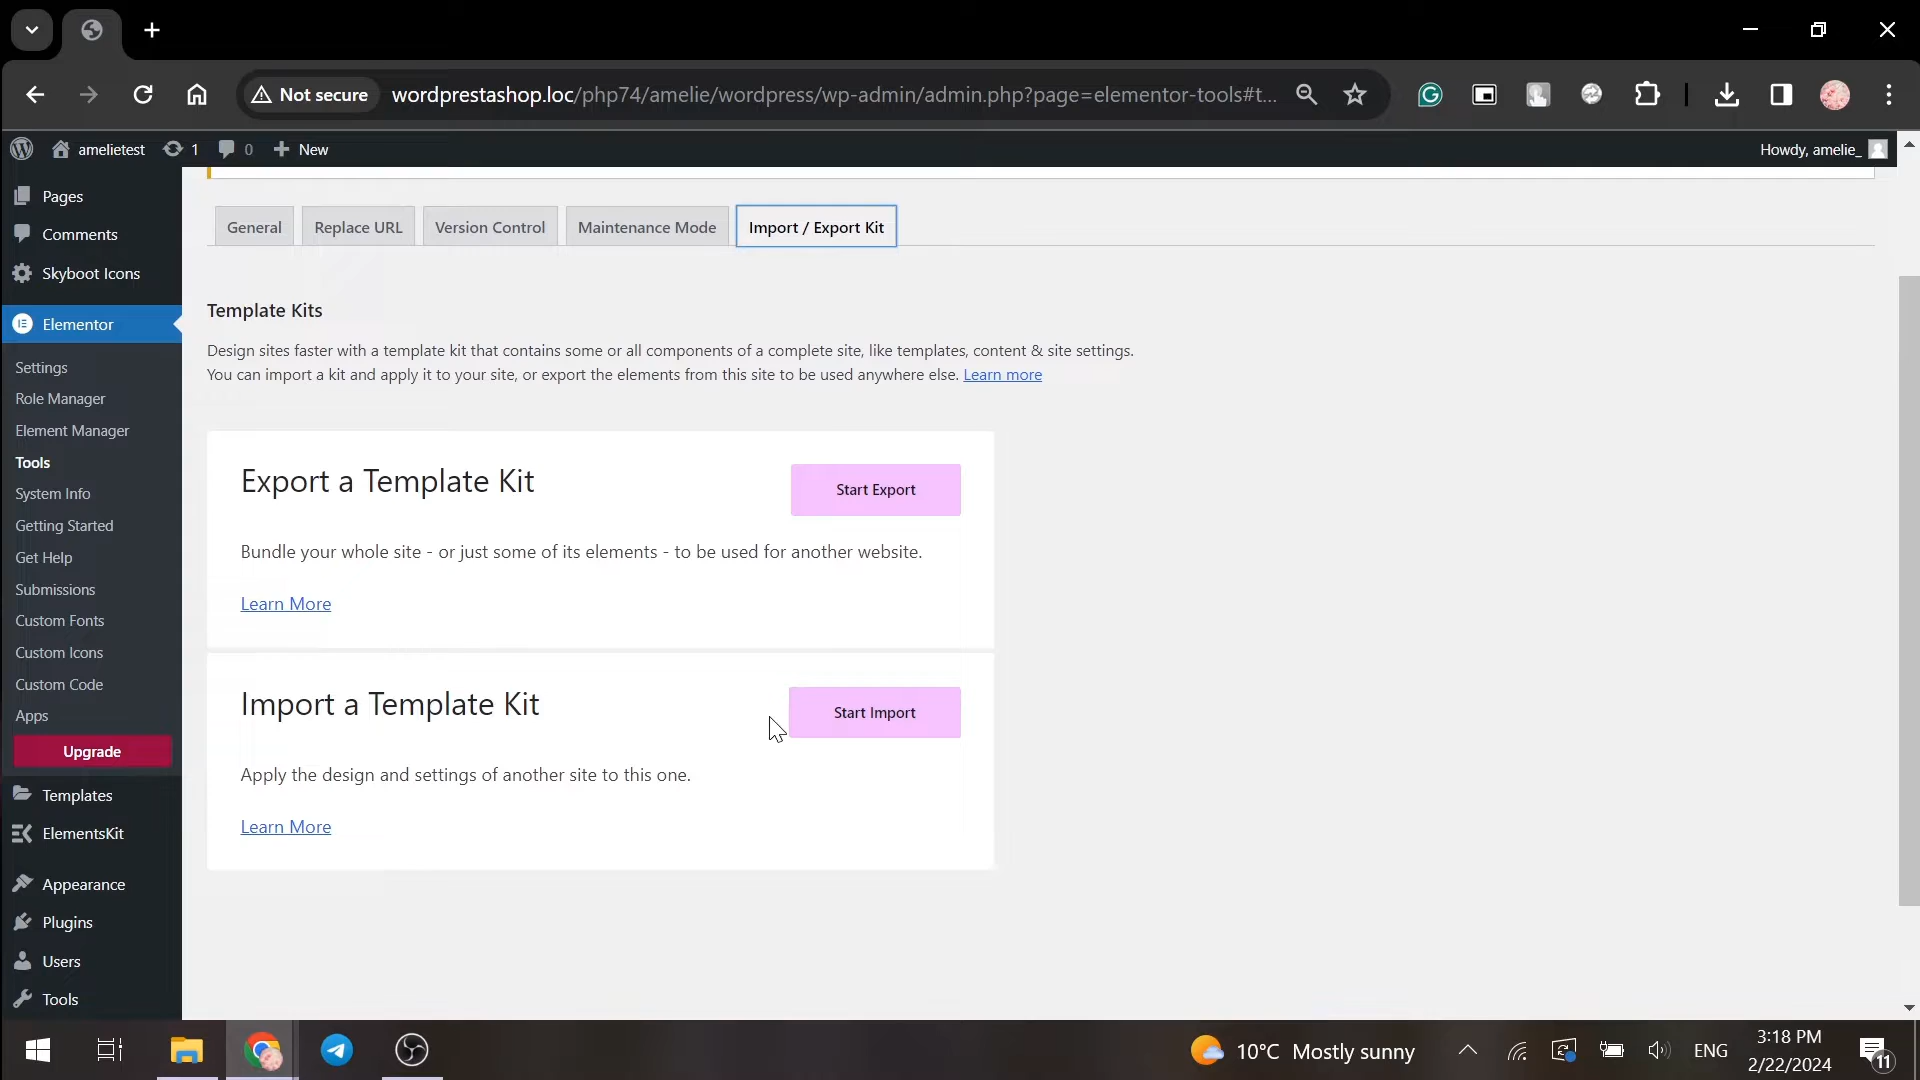 Not secure
wordprestashop.loc/php74/amelie/wordpress/wp-admin/admin.php?page=elementor-tools#t...
amelietest
1
0
New
Howdy, amelie_
Pages
Comments
Skyboot Icons
Elementor
Settings
Role Manager
Element Manager
Tools
System Info
Getting Started
Get Help
Submissions
Custom Fonts
Custom Icons
Custom Code
Apps
Upgrade
Templates
ElementsKit
Appearance
Plugins
Users
Tools
General
Replace URL
Version Control
Maintenance Mode
Import / Export Kit
Template Kits
Design sites faster with a template kit that contains some or all components of a complete site, like templates, content & site settings.
You can import a kit and apply it to your site, or export the elements from this site to be used anywhere else. Learn more
Export a Template Kit
Start Export
Bundle your whole site - or just some of its elements - to be used for another website.
Learn More
Import a Template Kit
Start Import
Apply the design and settings of another site to this one.
Learn More
10°C Mostly sunny
ENG
3:18 PM
2/22/2024
11